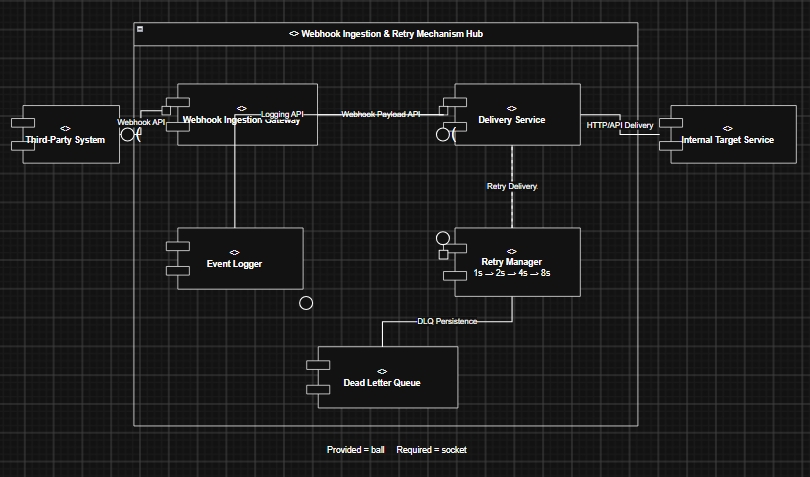 <> Webhook Ingestion & Retry Mechanism Hub
<>
Third-Party System
Webhook API
<>
Webhook Ingestion Gateway
Logging API
Webhook Payload API
<>
Delivery Service
HTTP/API Delivery
<>
Internal Target Service
Retry Delivery
<>
Event Logger
<>
Retry Manager
1s → 2s → 4s → 8s
DLQ Persistence
<>
Dead Letter Queue
Provided = ball Required = socket